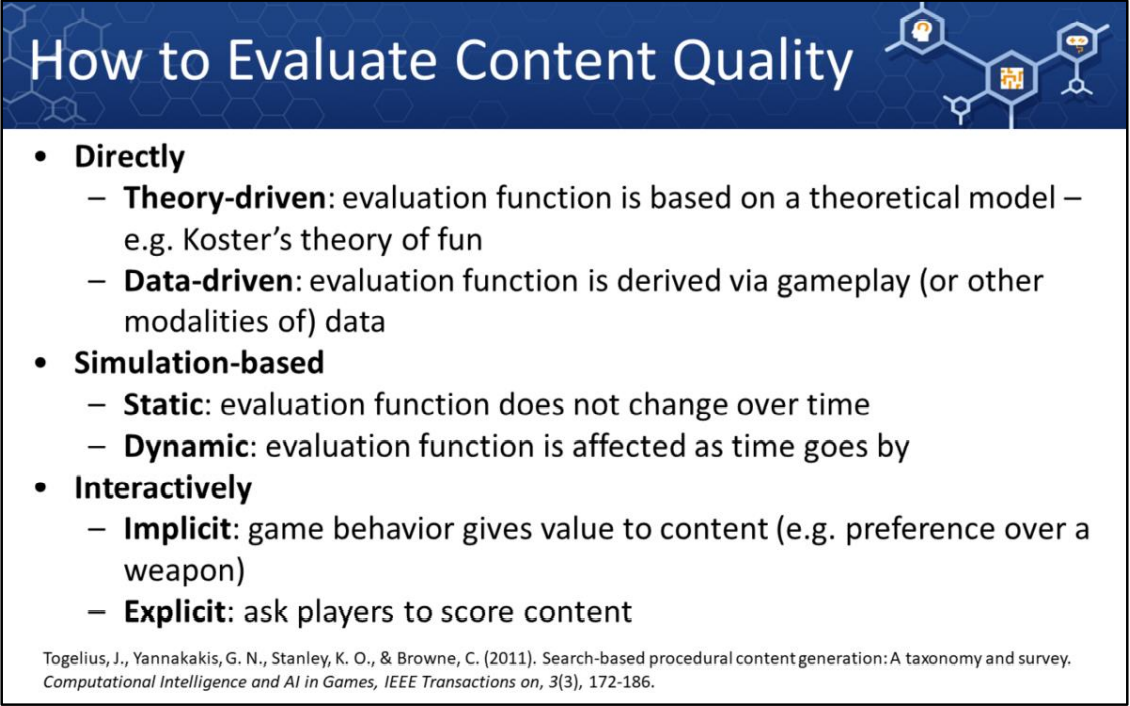 How to Evaluate Content Quality
• Directly
– Theory-driven: evaluation function is based on a theoretical model –
e.g. Koster’s theory of fun
– Data-driven: evaluation function is derived via gameplay (or other
modalities of) data
• Simulation-based
– Static: evaluation function does not change over time
– Dynamic: evaluation function is affected as time goes by
• Interactively
– Implicit: game behavior gives value to content (e.g. preference over a
weapon)
– Explicit: ask players to score content
Togelius, J., Yannakakis, G. N., Stanley, K. O., & Browne, C. (2011). Search-based procedural content generation: A taxonomy and survey.
Computational Intelligence and AI in Games, IEEE Transactions on, 3(3), 172-186.